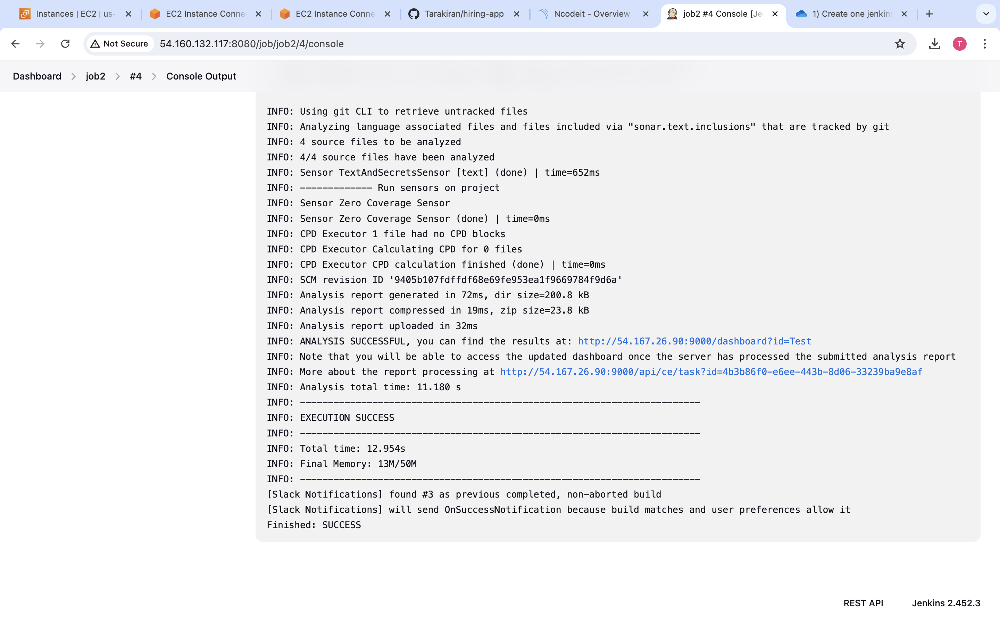 Instances | EC2 | us-
EC2 Instance Conne
EC2 Instance Conne
Tarakiran/hiring-app
Ncodeit - Overview
job2 #4 Console [Je
1) Create one jenkins
Not Secure
54.160.132.117:8080/job/job2/4/console
T
Dashboard > job2 > #4 > Console Output
INFO: Using git CLI to retrieve untracked files
INFO: Analyzing language associated files and files included via "sonar.text.inclusions" that are tracked by git
INFO: 4 source files to be analyzed
INFO: 4/4 source files have been analyzed
INFO: Sensor TextAndSecretsSensor [text] (done) | time=652ms
INFO: ------------- Run sensors on project
INFO: Sensor Zero Coverage Sensor
INFO: Sensor Zero Coverage Sensor (done) | time=0ms
INFO: CPD Executor 1 file had no CPD blocks
INFO: CPD Executor Calculating CPD for 0 files
INFO: CPD Executor CPD calculation finished (done) | time=0ms
INFO: SCM revision ID '9405b107fdffdf68e69fe953ea1f9669784f9d6a'
INFO: Analysis report generated in 72ms, dir size=200.8 kB
INFO: Analysis report compressed in 19ms, zip size=23.8 kB
INFO: Analysis report uploaded in 32ms
INFO: ANALYSIS SUCCESSFUL, you can find the results at: http://54.167.26.90:9000/dashboard?id=Test
INFO: Note that you will be able to access the updated dashboard once the server has processed the submitted analysis report
INFO: More about the report processing at http://54.167.26.90:9000/api/ce/task?id=4b3b86f0-e6ee-443b-8d06-33239ba9e8af
INFO: Analysis total time: 11.180 s
INFO: ------------------------------------------------------------------------
INFO: EXECUTION SUCCESS
INFO: ------------------------------------------------------------------------
INFO: Total time: 12.954s
INFO: Final Memory: 13M/50M
INFO: ------------------------------------------------------------------------
[Slack Notifications] found #3 as previous completed, non-aborted build
[Slack Notifications] will send OnSuccessNotification because build matches and user preferences allow it
Finished: SUCCESS
REST API
Jenkins 2.452.3